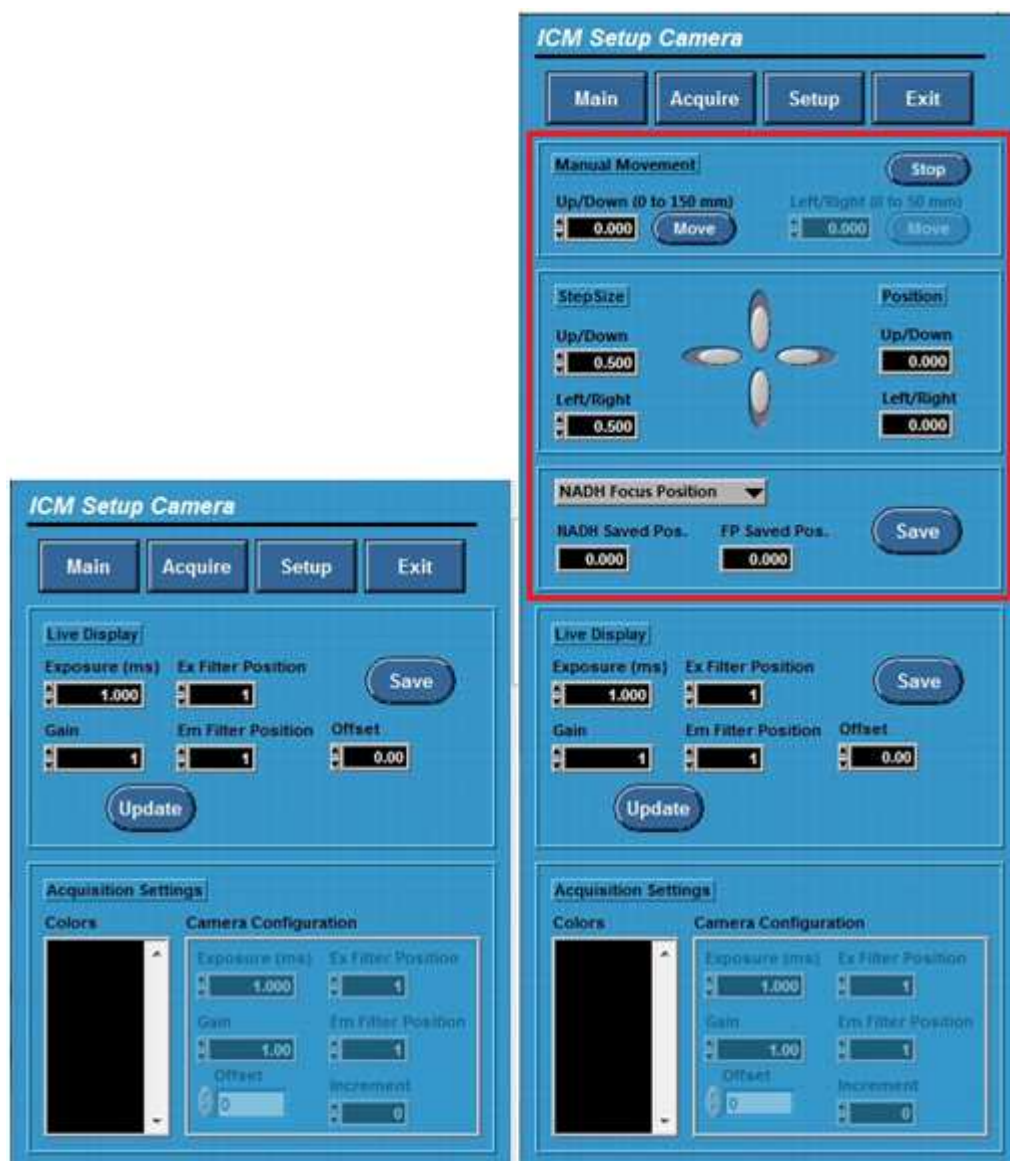 ICM Setup Camera
Main Acquire Setup Exit
Live Display
Exposure (ms) Ex Filter Position
1.000 1 Save
Gain Em Filter Position Offset
1 1 0.00
Update
Acquisition Settings
Colors Camera Configuration
Exposure (ms) Ex Filter Position
1.000 1
Gain Em Filter Position
1.00 1
Offset Increment
0 0
ICM Setup Camera
Main Acquire Setup Exit
Manual Movement Stop
Up/Down (0 to 150 mm) Left/Right (0 to 50 mm)
0.000 Move 0.000 Move
StepSize Position
Up/Down Up/Down
0.500 0.000
Left/Right Left/Right
0.500 0.000
NADH Focus Position
NADH Saved Pos. FP Saved Pos. Save
0.000 0.000
Live Display
Exposure (ms) Ex Filter Position
1.000 1 Save
Gain Em Filter Position Offset
1 1 0.00
Update
Acquisition Settings
Colors Camera Configuration
Exposure (ms) Ex Filter Position
1.000 1
Gain Em Filter Position
1.00 1
Offset Increment
0 0